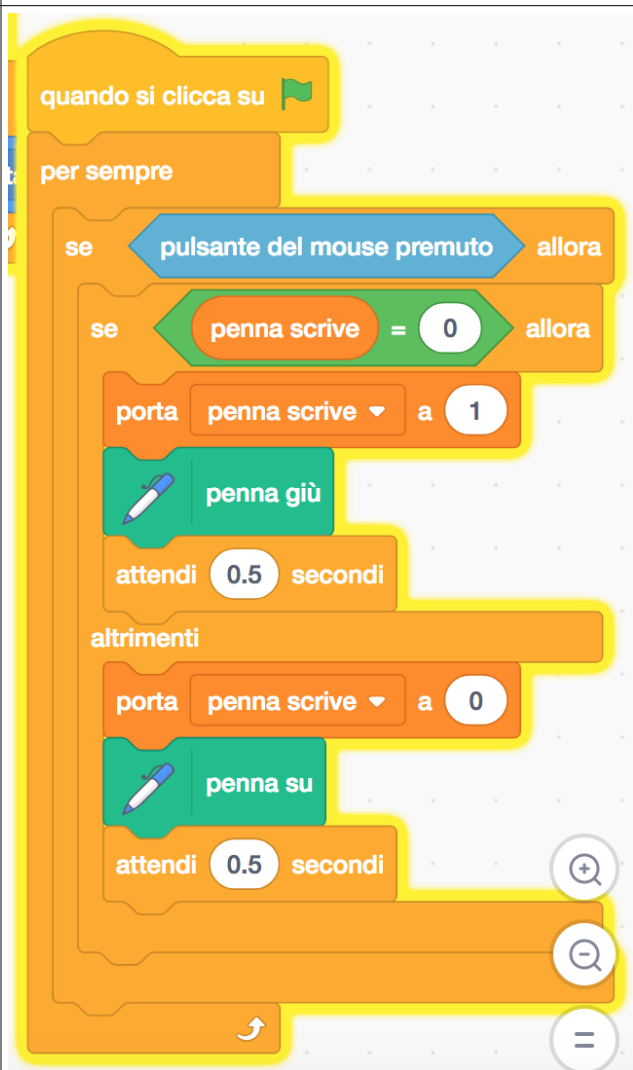 quando si clicca su
per sempre
se pulsante del mouse premuto allora
se penna scrive = 0 allora
porta penna scrive a 1
penna giù
attendi 0.5 secondi
altrimenti
porta penna scrive a 0
penna su
attendi 0.5 secondi